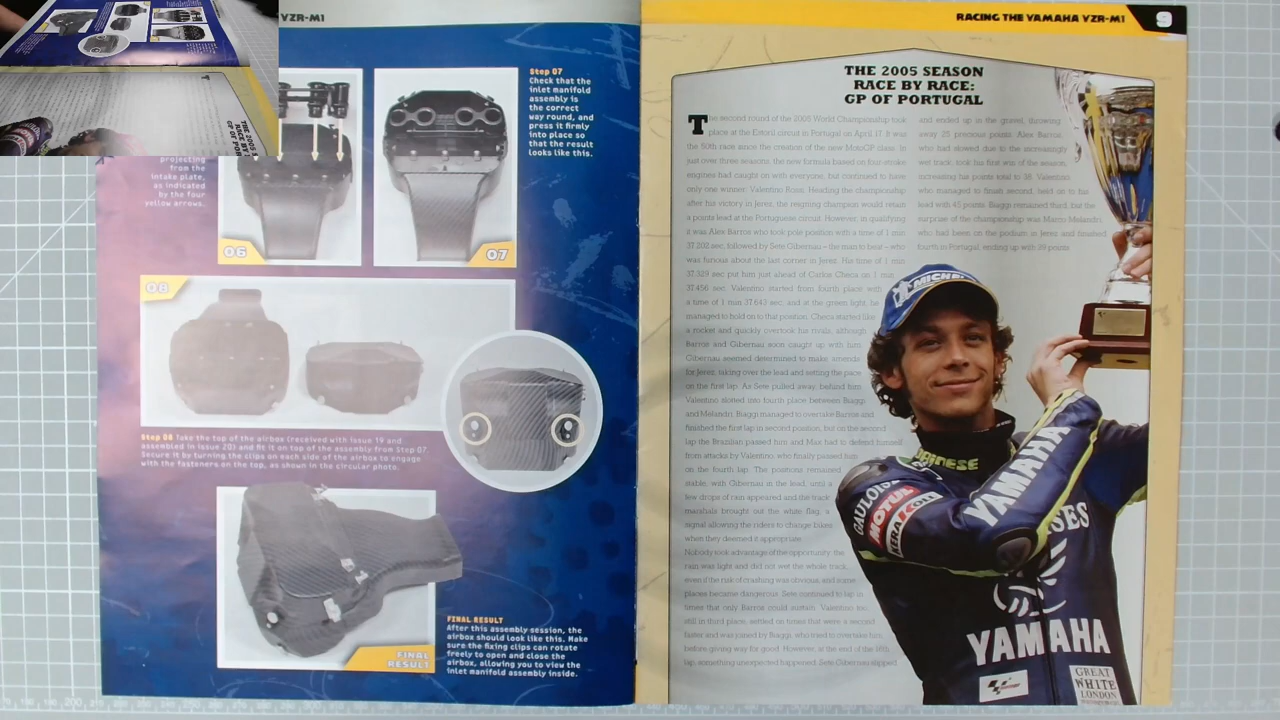 VZR-M1
projecting
from the
intake plate,
as indicated
by the four
yellow arrows.
06
07
Step 07
Check that the
inlet manifold
assembly is
the correct
way round, and
press it firmly
into place so
that the result
looks like this.
08
Step 08 Take the top of the airbox (received with issue 19 and
assembled in issue 20) and fit it on top of the assembly from Step 07.
Secure it by turning the clips on each side of the airbox to engage
with the fasteners on the top, as shown in the circular photo.
FINAL
RESULT
FINAL RESULT
After this assembly session, the
airbox should look like this. Make
sure the fixing clips can rotate
freely to open and close the
airbox, allowing you to view the
inlet manifold assembly inside.
RACING THE YAMAHA VZR-M1
9
THE 2005 SEASON
RACE BY RACE:
GP OF PORTUGAL
The second round of the 2005 World Championship took
place at the Estoril circuit in Portugal on April 17. It was
the 50th race since the creation of the new MotoGP class. In
just over three seasons, the new formula based on four-stroke
engines had caught on with everyone, but continued to have
only one winner: Valentino Rossi. Heading the championship
after his victory in Jerez, the reigning champion would retain
a points lead at the Portuguese circuit. However, in qualifying
it was Alex Barros who took pole position with a time of 1 min
37.202 sec, followed by Sete Gibernau – the man to beat – who
was furious about the last corner in Jerez. His time of 1 min
37.329 sec put him just ahead of Carlos Checa on 1 min
37.456 sec. Valentino started from fourth place with
a time of 1 min 37.643 sec, and at the green light, he
managed to hold on to that position. Checa started like
a rocket and quickly overtook his rivals, although
Barros and Gibernau soon caught up with him.
Gibernau seemed determined to make amends
for Jerez, taking over the lead and setting the pace
on the first lap. As Sete pulled away, behind him
Valentino slotted into fourth place between Biaggi
and Melandri. Biaggi managed to overtake Barros and
finished the first lap in second position, but on the second
lap the Brazilian passed him and Max had to defend himself
from attacks by Valentino, who finally passed him
on the fourth lap. The positions remained
stable, with Gibernau in the lead, until a
few drops of rain appeared and the track
marshals brought out the white flag, a
signal allowing the riders to change bikes
when they deemed it appropriate.
Nobody took advantage of the opportunity: the
rain was light and did not wet the whole track,
even if the risk of crashing was obvious, and some
places became dangerous. Sete continued to lap in
times that only Barros could sustain. Valentino too,
still in third place, settled on times that were a second
faster and was joined by Biaggi, who tried to overtake him,
before giving way for good. However, at the end of the 16th
lap, something unexpected happened. Sete Gibernau slipped
and ended up in the gravel, throwing
away 25 precious points. Alex Barros,
who had slowed due to the increasingly
wet track, took his first win of the season,
increasing his points total to 38. Valentino,
who managed to finish second, held on to his
lead with 45 points. Biaggi remained third, but the
surprise of the championship was Marco Melandri,
who had been on the podium in Jerez and finished
fourth in Portugal, ending up with 29 points.
MICHEL
GAULOISES
MOTUL
KERAKOLL
YAMAHA
YAMAHA
GREAT
WHITE
LONDON